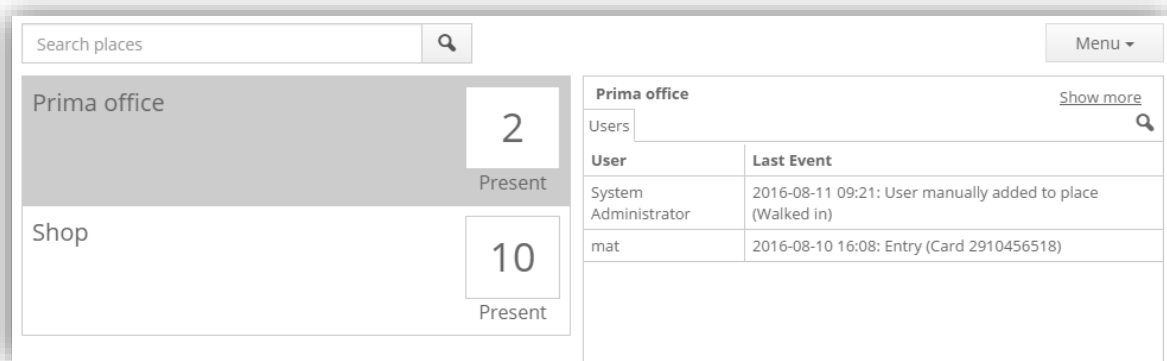 Search places
Menu
Prima office
2
Present
Shop
10
Present
Prima office
Show more
Users
User Last Event
System Administrator 2016-08-11 09:21: User manually added to place
(Walked in)
mat 2016-08-10 16:08: Entry (Card 2910456518)